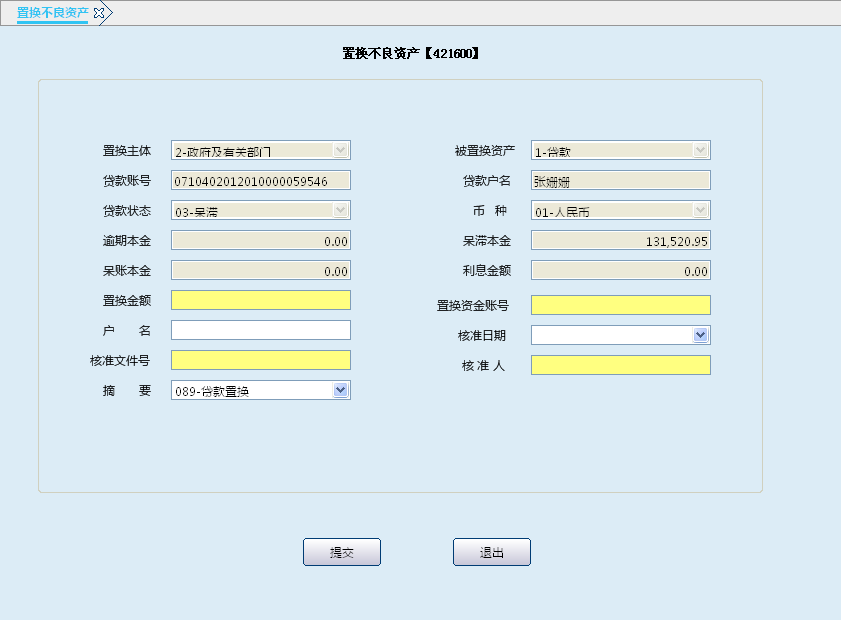 置换不良资产
置换不良资产【421600】
置换主体 2-政府及有关部门 被置换资产 1-贷款
贷款账号 0710402012010000059546 贷款户名 张姗姗
贷款状态 03-呆滞 币 种 01-人民币
逾期本金 0.00 呆滞本金 131,520.95
呆账本金 0.00 利息金额 0.00
置换金额 置换资金账号
户 名 核准日期
核准文件号 核 准 人
摘 要 089-贷款置换
提交 退出